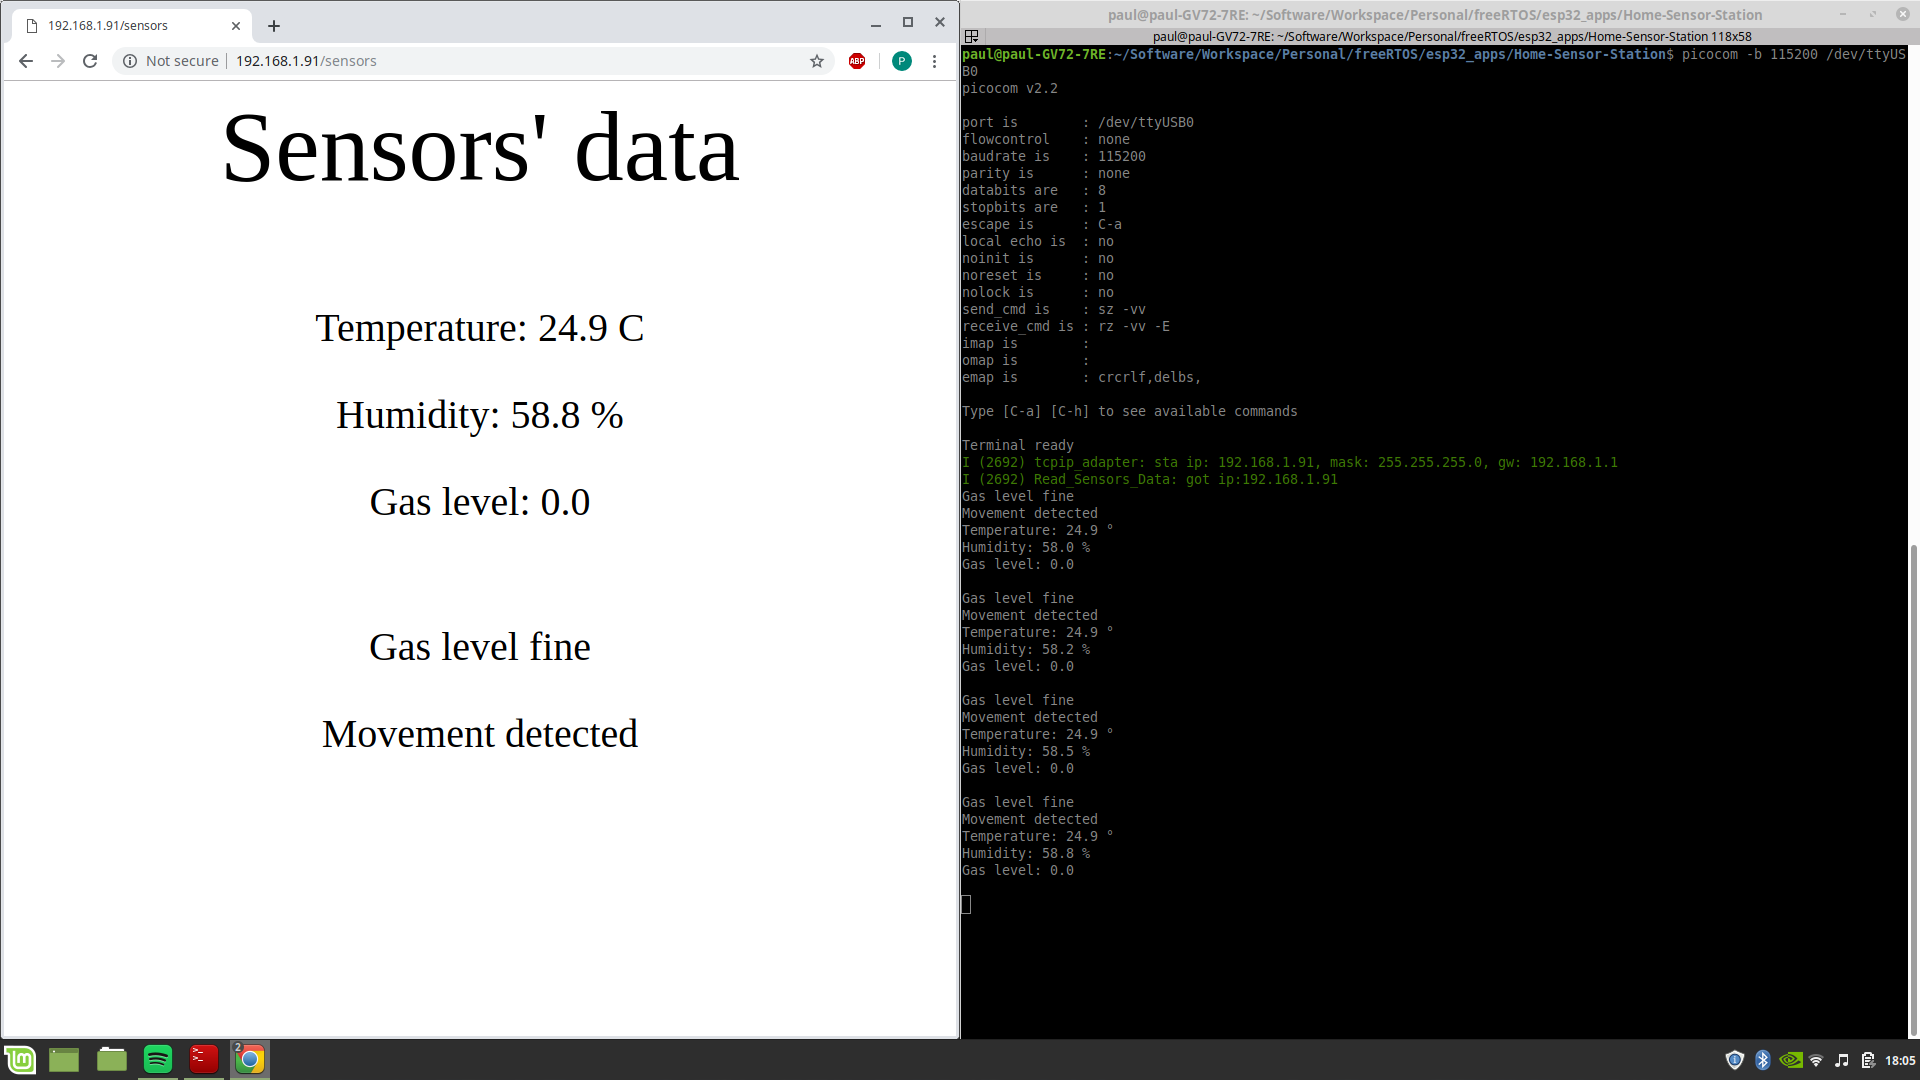 192.168.1.91/sensors
Not secure
192.168.1.91/sensors
ABP
P
Sensors' data
Temperature: 24.9 C
Humidity: 58.8 %
Gas level: 0.0
Gas level fine
Movement detected
paul@paul-GV72-7RE: ~/Software/Workspace/Personal/freeRTOS/esp32_apps/Home-Sensor-Station
paul@paul-GV72-7RE: ~/Software/Workspace/Personal/freeRTOS/esp32_apps/Home-Sensor-Station 118x58
paul@paul-GV72-7RE:~/Software/Workspace/Personal/freeRTOS/esp32_apps/Home-Sensor-Station$ picocom -b 115200 /dev/ttyUS
B0
picocom v2.2
port is : /dev/ttyUSB0
flowcontrol : none
baudrate is : 115200
parity is : none
databits are : 8
stopbits are : 1
escape is : C-a
local echo is : no
noinit is : no
noreset is : no
nolock is : no
send_cmd is : sz -vv
receive_cmd is : rz -vv -E
imap is :
omap is :
emap is : crcrlf,delbs,
Type [C-a] [C-h] to see available commands
Terminal ready
I (2692) tcpip_adapter: sta ip: 192.168.1.91, mask: 255.255.255.0, gw: 192.168.1.1
I (2692) Read_Sensors_Data: got ip:192.168.1.91
Gas level fine
Movement detected
Temperature: 24.9 °
Humidity: 58.0 %
Gas level: 0.0
Gas level fine
Movement detected
Temperature: 24.9 °
Humidity: 58.2 %
Gas level: 0.0
Gas level fine
Movement detected
Temperature: 24.9 °
Humidity: 58.5 %
Gas level: 0.0
Gas level fine
Movement detected
Temperature: 24.9 °
Humidity: 58.8 %
Gas level: 0.0
2
18:05